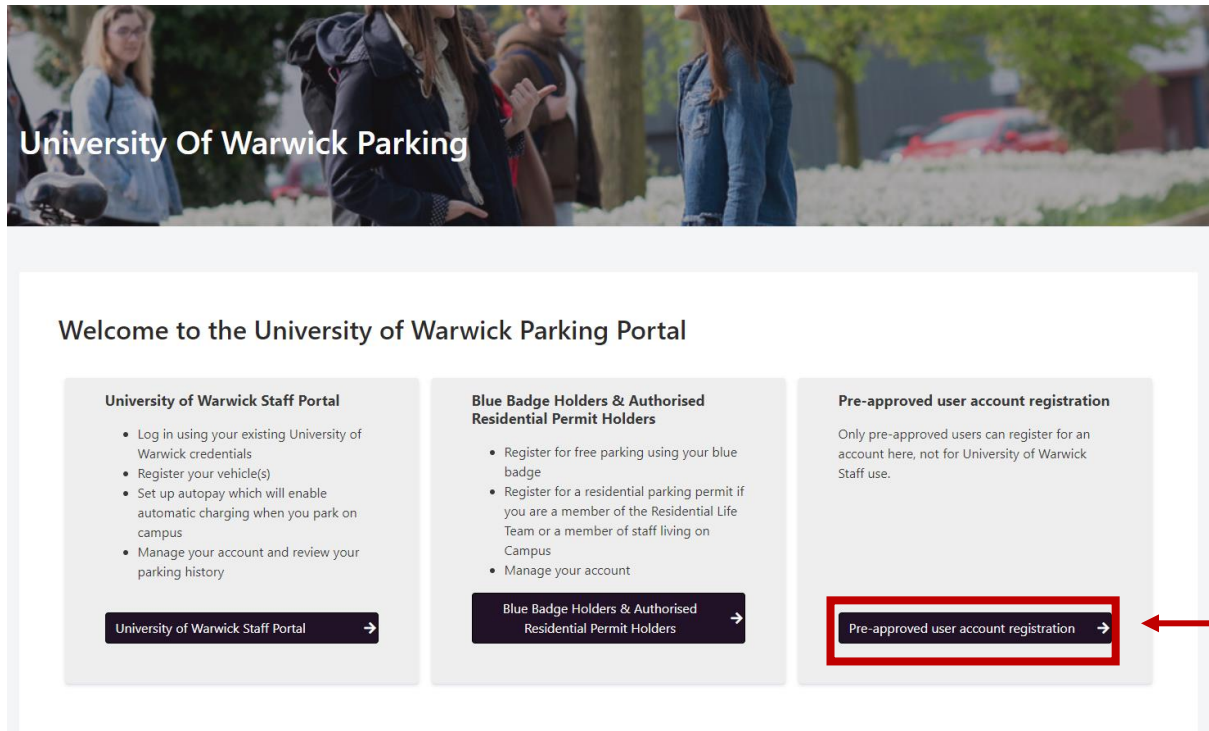 University Of Warwick Parking
Welcome to the University of Warwick Parking Portal
University of Warwick Staff Portal
• Log in using your existing University of
Warwick credentials
• Register your vehicle(s)
• Set up autopay which will enable
automatic charging when you park on
campus
• Manage your account and review your
parking history
University of Warwick Staff Portal
Blue Badge Holders & Authorised
Residential Permit Holders
• Register for free parking using your blue
badge
• Register for a residential parking permit if
you are a member of the Residential Life
Team or a member of staff living on
Campus
• Manage your account
Blue Badge Holders & Authorised
Residential Permit Holders
Pre-approved user account registration
Only pre-approved users can register for an
account here, not for University of Warwick
Staff use.
Pre-approved user account registration